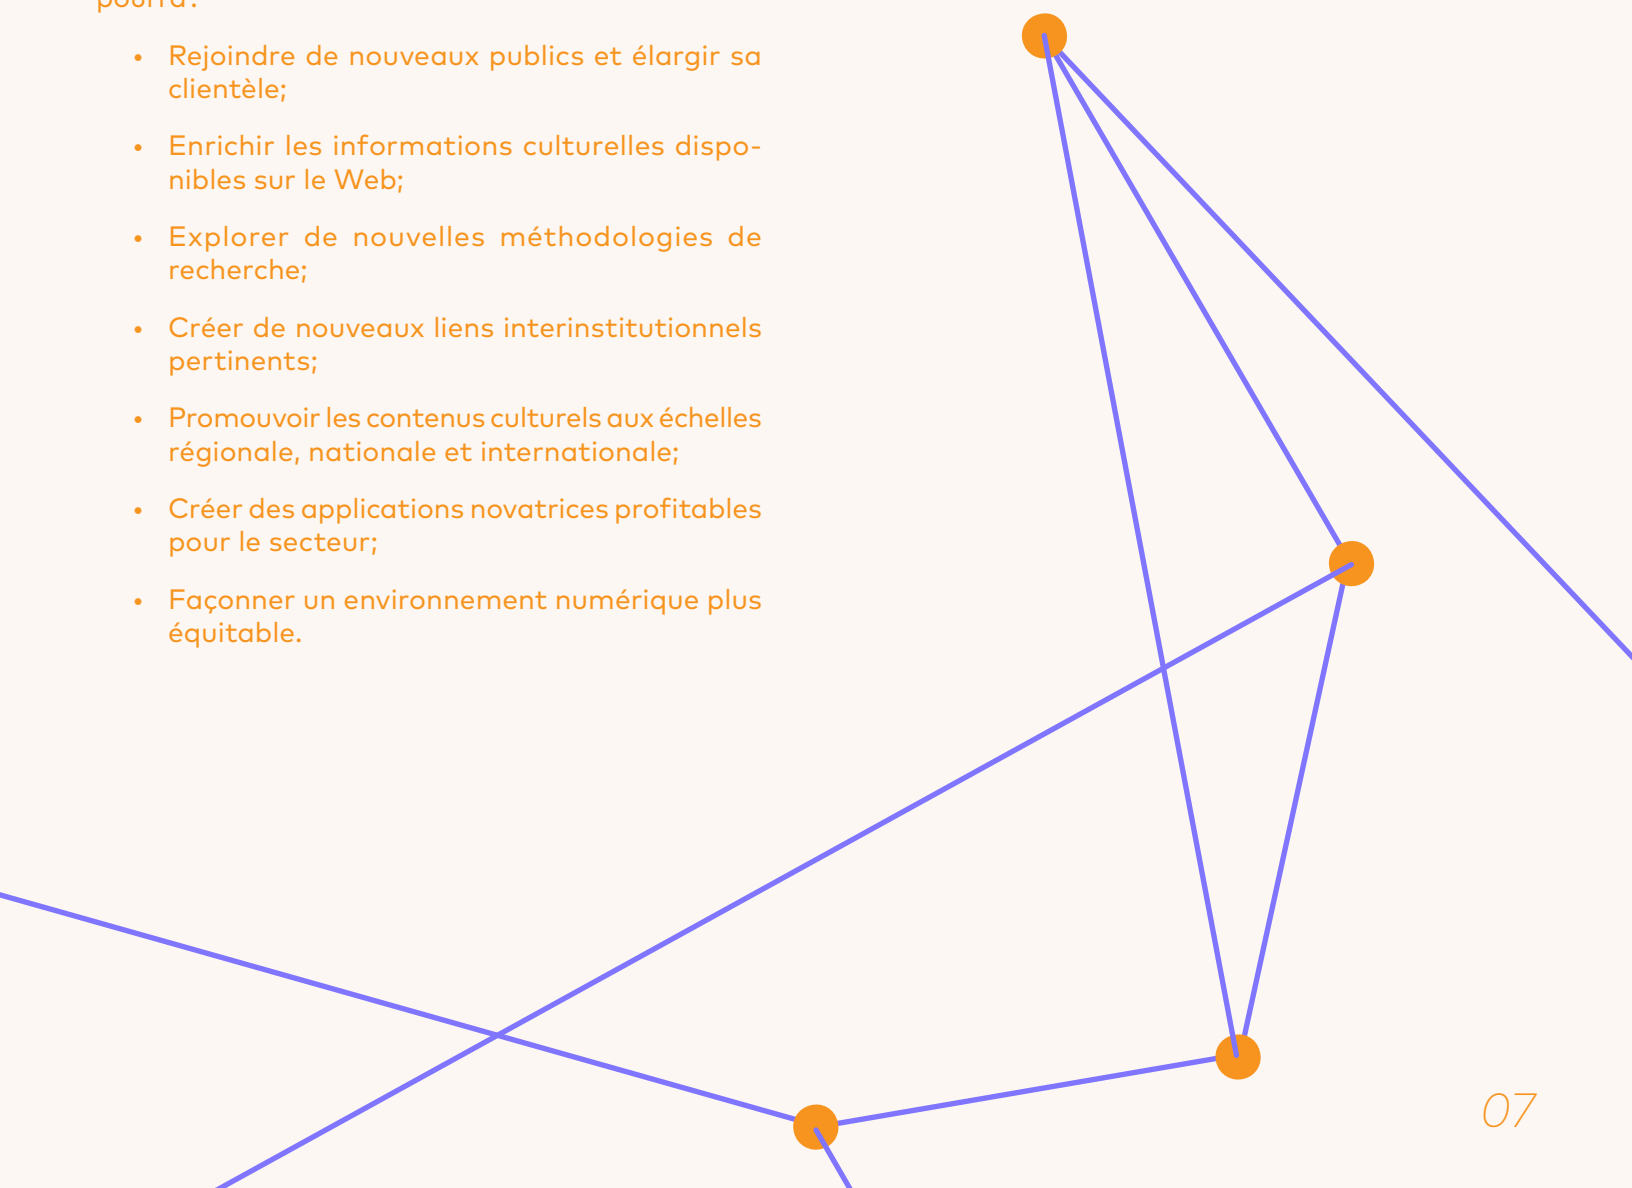 pourra :
• Rejoindre de nouveaux publics et élargir sa
clientèle;
• Enrichir les informations culturelles dispo-
nibles sur le Web;
• Explorer de nouvelles méthodologies de
recherche;
• Créer de nouveaux liens interinstitutionnels
pertinents;
• Promouvoir les contenus culturels aux échelles
régionale, nationale et internationale;
• Créer des applications novatrices profitables
pour le secteur;
• Façonner un environnement numérique plus
équitable.
07